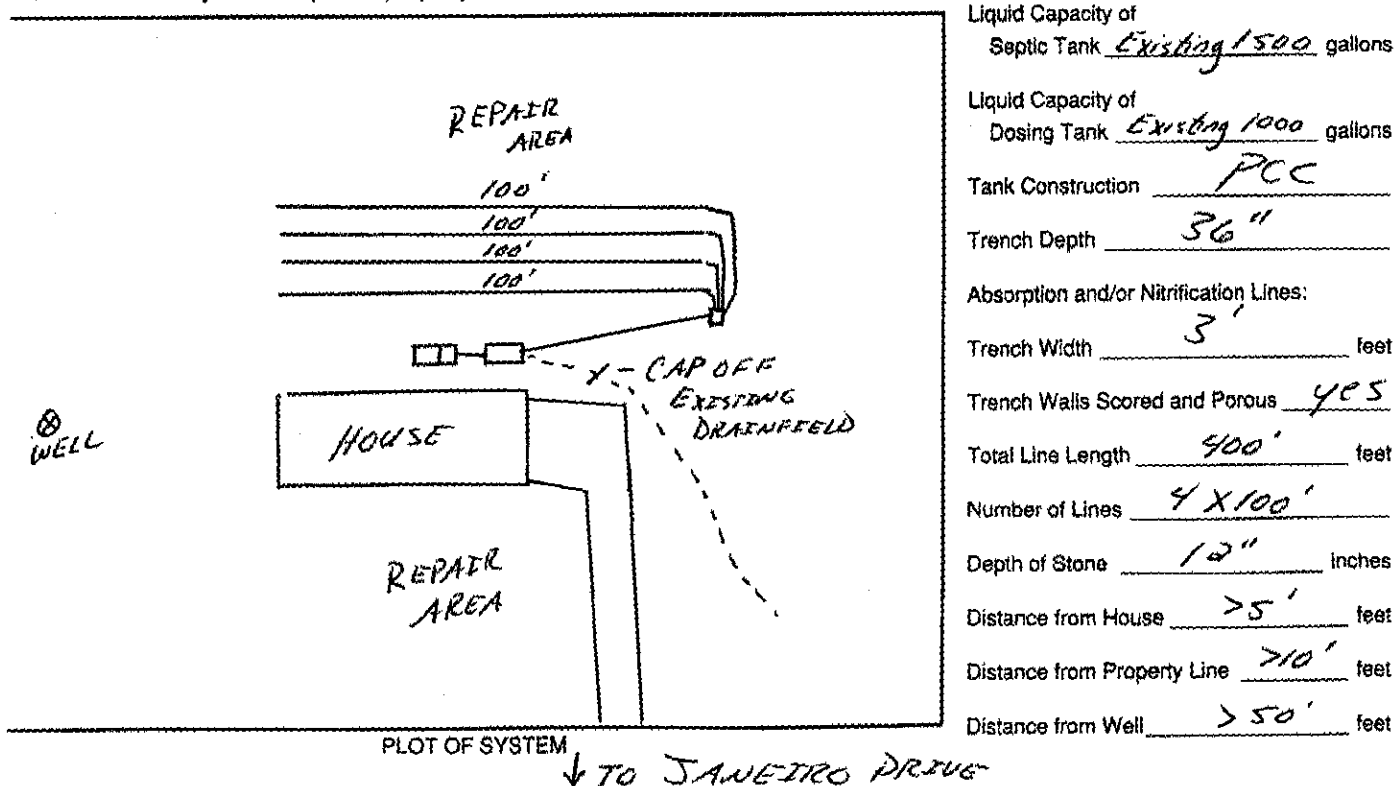 REPAIR
AREA
100'
100'
100'
100'
CAP OFF
EXISTING
DRAINFIELD
WELL
HOUSE
REPAIR
AREA
PLOT OF SYSTEM
↓ TO JANEIRO DRIVE
Liquid Capacity of
Septic Tank Existing 1500 gallons
Liquid Capacity of
Dosing Tank Existing 1000 gallons
Tank Construction PCC
Trench Depth 36"
Absorption and/or Nitrification Lines:
Trench Width 3' feet
Trench Walls Scored and Porous yes
Total Line Length 400' feet
Number of Lines 4 X 100'
Depth of Stone 12" inches
Distance from House >5' feet
Distance from Property Line >10' feet
Distance from Well >50' feet